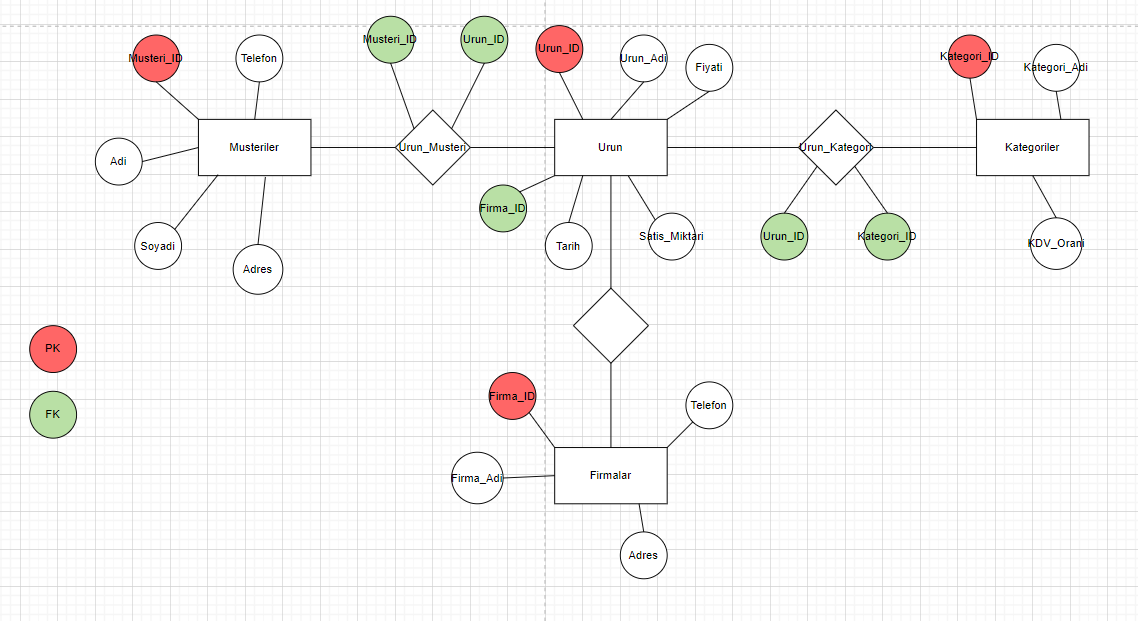 Musteri_ID
Telefon
Musteri_ID
Urun_ID
Urun_ID
Urun_Adi
Fiyati
Kategori_ID
Kategori_Adi
Adi
Musteriler
Urun_Musteri
Urun
Urun_Kategori
Kategoriler
Soyadi
Adres
Firma_ID
Tarih
Satis_Miktari
Urun_ID
Kategori_ID
KDV_Orani
PK
FK
Firma_ID
Telefon
Firma_Adi
Firmalar
Adres